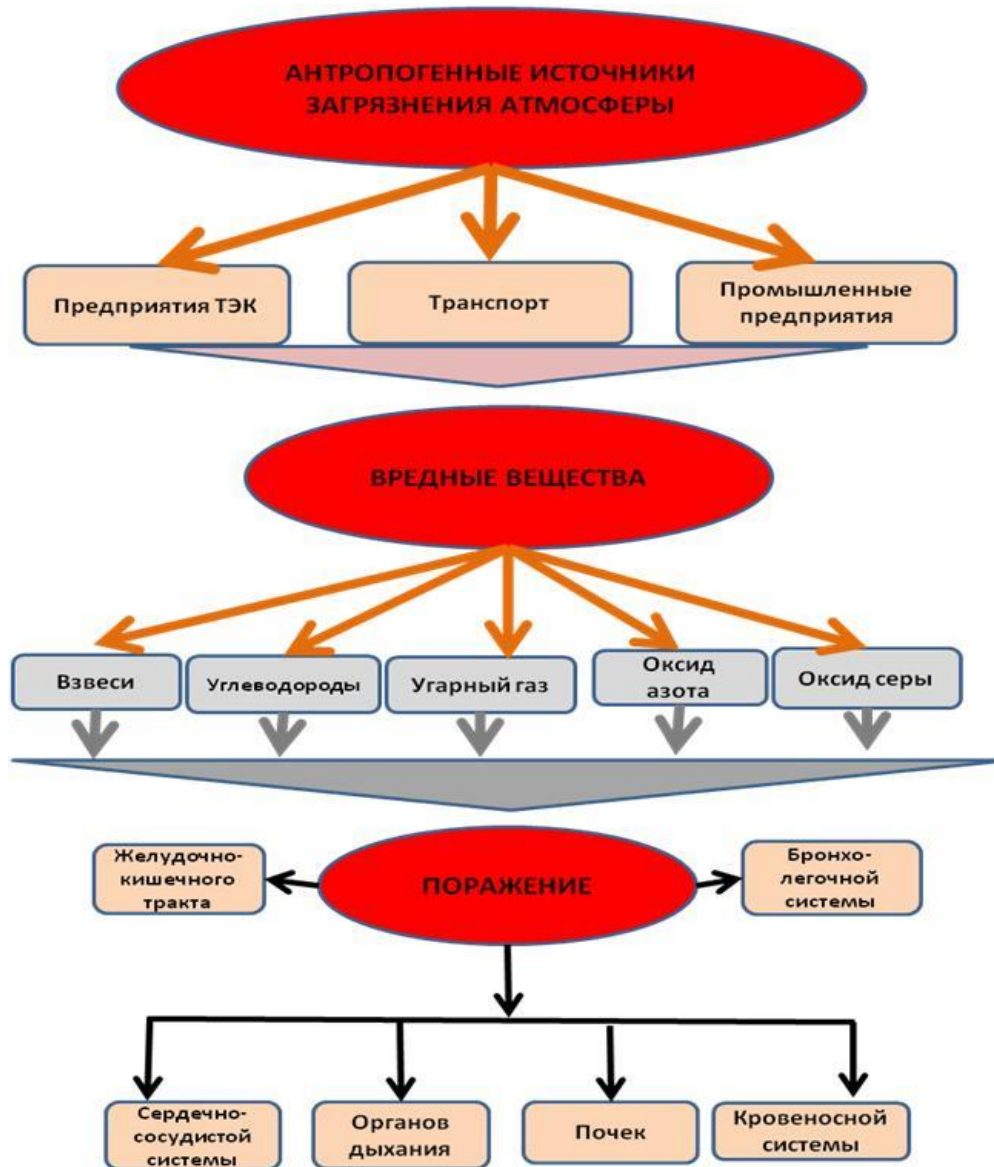 АНТРОПОГЕННЫЕ ИСТОЧНИКИ
ЗАГРЯЗНЕНИЯ АТМОСФЕРЫ
Предприятия ТЭК
Транспорт
Промышленные
предприятия
ВРЕДНЫЕ ВЕЩЕСТВА
Взвеси
Углеводороды
Угарный газ
Оксид
азота
Оксид серы
Желудочно-
кишечного
тракта
ПОРАЖЕНИЕ
Бронхо-
легочной
системы
Сердечно-
сосудистой
системы
Органов
дыхания
Почек
Кровеносной
системы